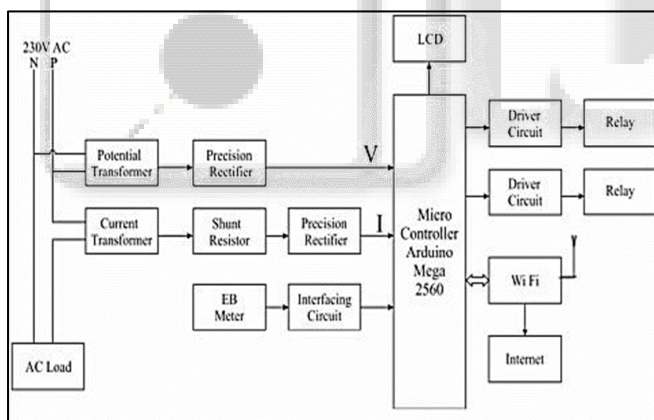 230V AC
N P
LCD
Driver
Circuit
Relay
Potential
Transformer
Precision
Rectifier
V
Driver
Circuit
Relay
Current
Transformer
Shunt
Resistor
Precision
Rectifier
I
Micro
Controller
Arduino
Mega
2560
Wi Fi
EB
Meter
Interfacing
Circuit
Internet
AC Load